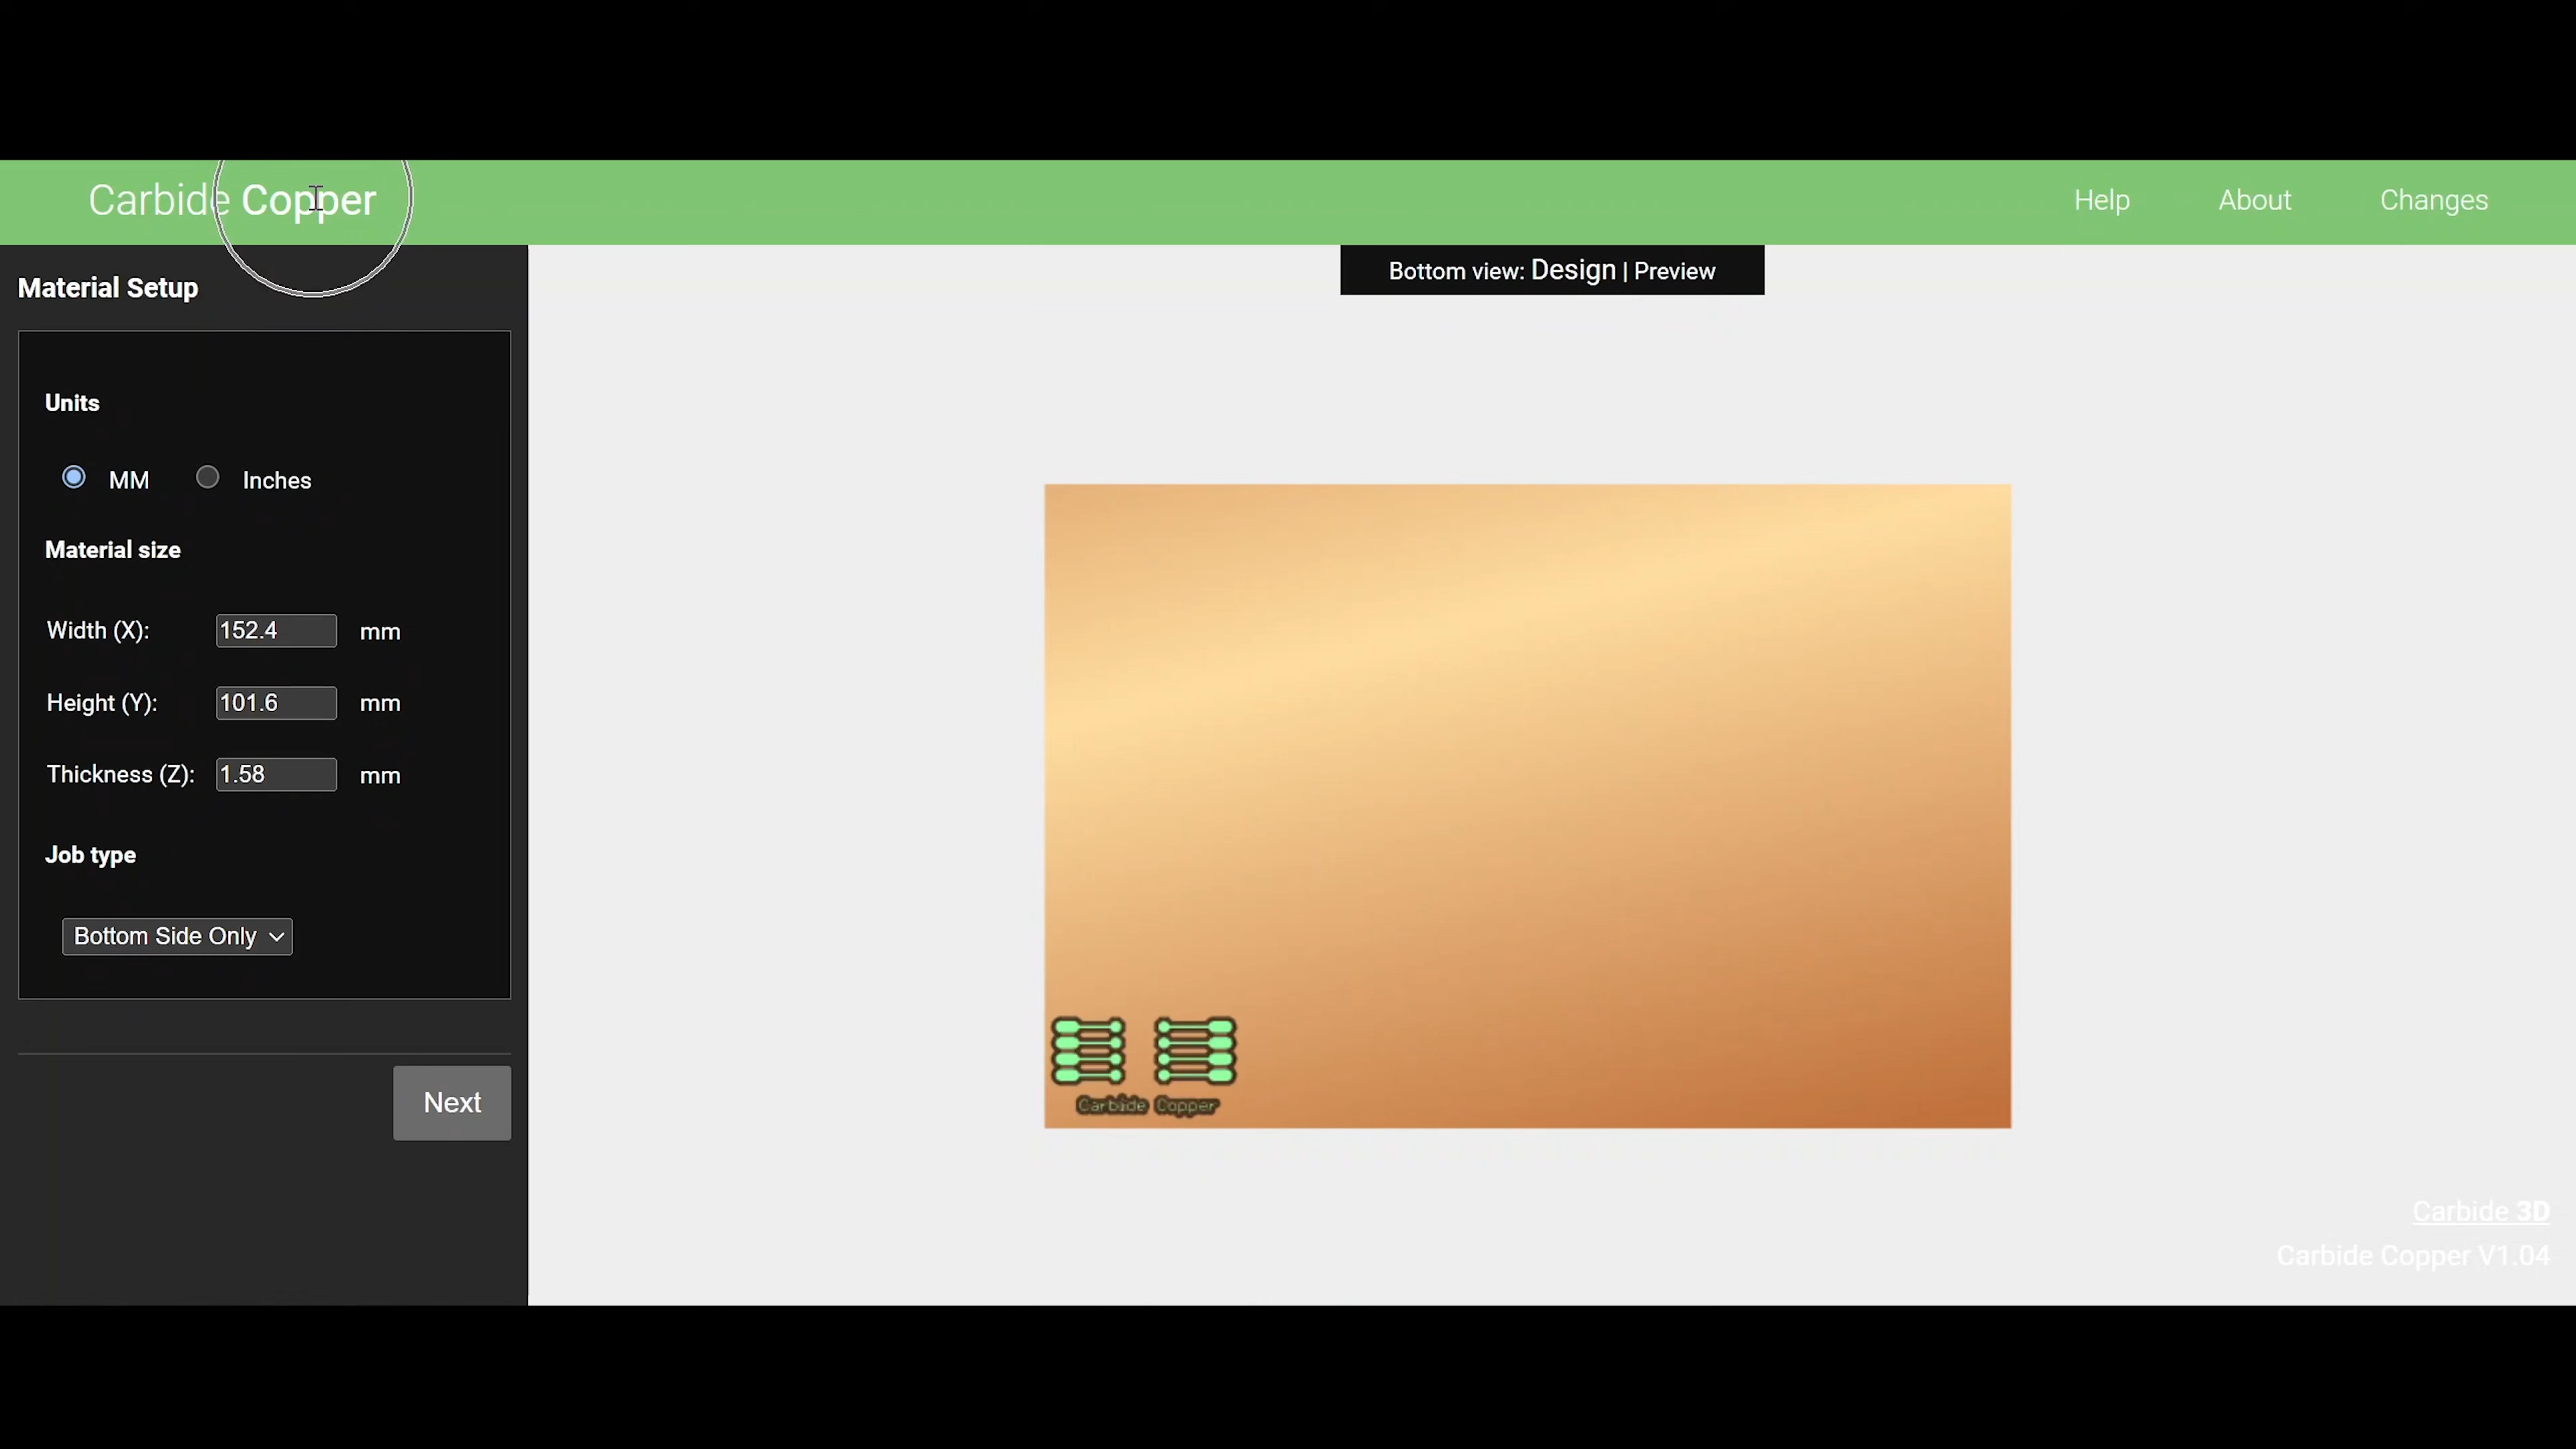 Carbide Copper
Help About Changes
Material Setup
Bottom view: Design | Preview
Units
MM Inches
Material size
Width (X): 152.4 mm
Height (Y): 101.6 mm
Thickness (Z): 1.58 mm
Job type
Bottom Side Only
Next
Carbide Copper
Carbide 3D
Carbide Copper V1.04